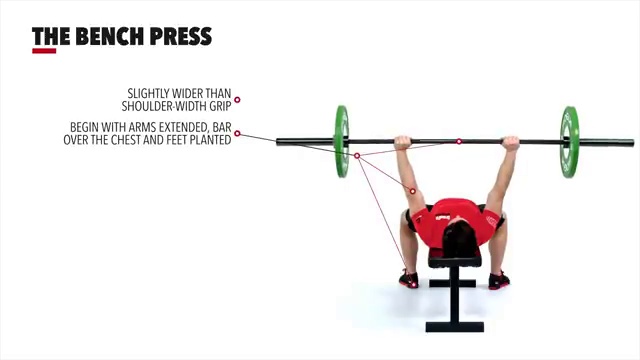 THE BENCH PRESS
SLIGHTLY WIDER THAN
SHOULDER-WIDTH GRIP
BEGIN WITH ARMS EXTENDED, BAR
OVER THE CHEST AND FEET PLANTED